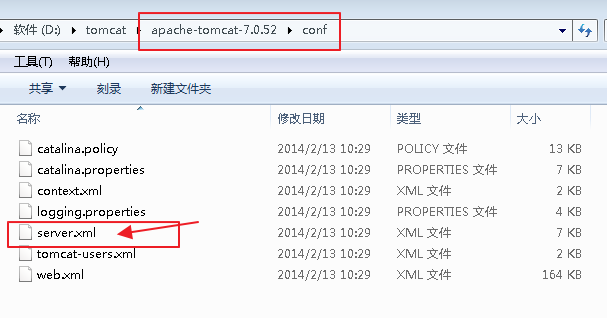 软件 (D:) ▸ tomcat ▸ apache-tomcat-7.0.52 ▸ conf
工具(T) 帮助(H)
共享 刻录 新建文件夹
名称 修改日期 类型 大小
catalina.policy 2014/2/13 10:29 POLICY 文件 13 KB
catalina.properties 2014/2/13 10:29 PROPERTIES 文件 7 KB
context.xml 2014/2/13 10:29 XML 文件 2 KB
logging.properties 2014/2/13 10:29 PROPERTIES 文件 4 KB
server.xml 2014/2/13 10:29 XML 文件 7 KB
tomcat-users.xml 2014/2/13 10:29 XML 文件 2 KB
web.xml 2014/2/13 10:29 XML 文件 164 KB